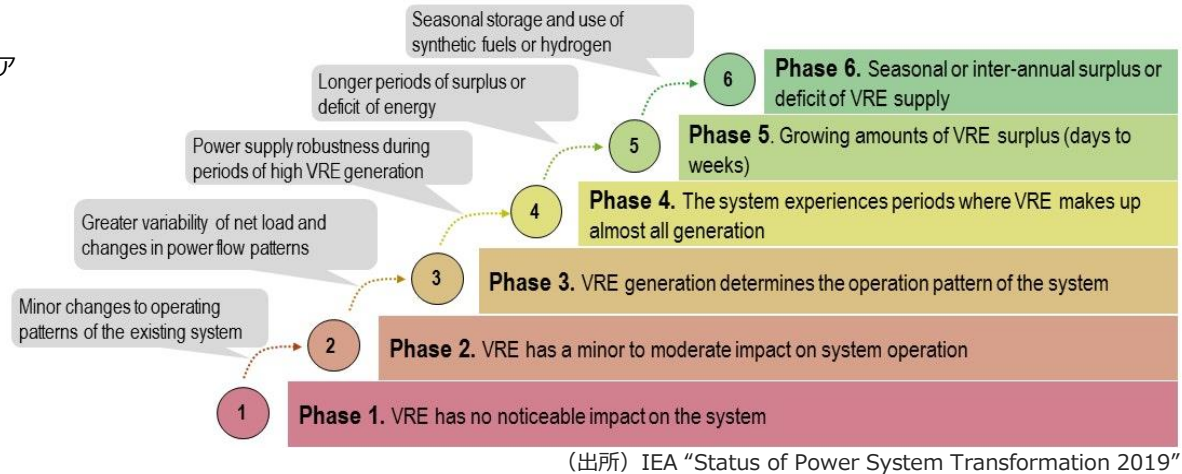 Seasonal storage and use of
synthetic fuels or hydrogen
ア
6
Phase 6. Seasonal or inter-annual surplus or
deficit of VRE supply
Longer periods of surplus or
deficit of energy
5
Phase 5. Growing amounts of VRE surplus (days to
weeks)
Power supply robustness during
periods of high VRE generation
4
Phase 4. The system experiences periods where VRE makes up
almost all generation
Greater variability of net load and
changes in power flow patterns
3
Phase 3. VRE generation determines the operation pattern of the system
Minor changes to operating
patterns of the existing system
2
Phase 2. VRE has a minor to moderate impact on system operation
1
Phase 1. VRE has no noticeable impact on the system
（出所）IEA “Status of Power System Transformation 2019”